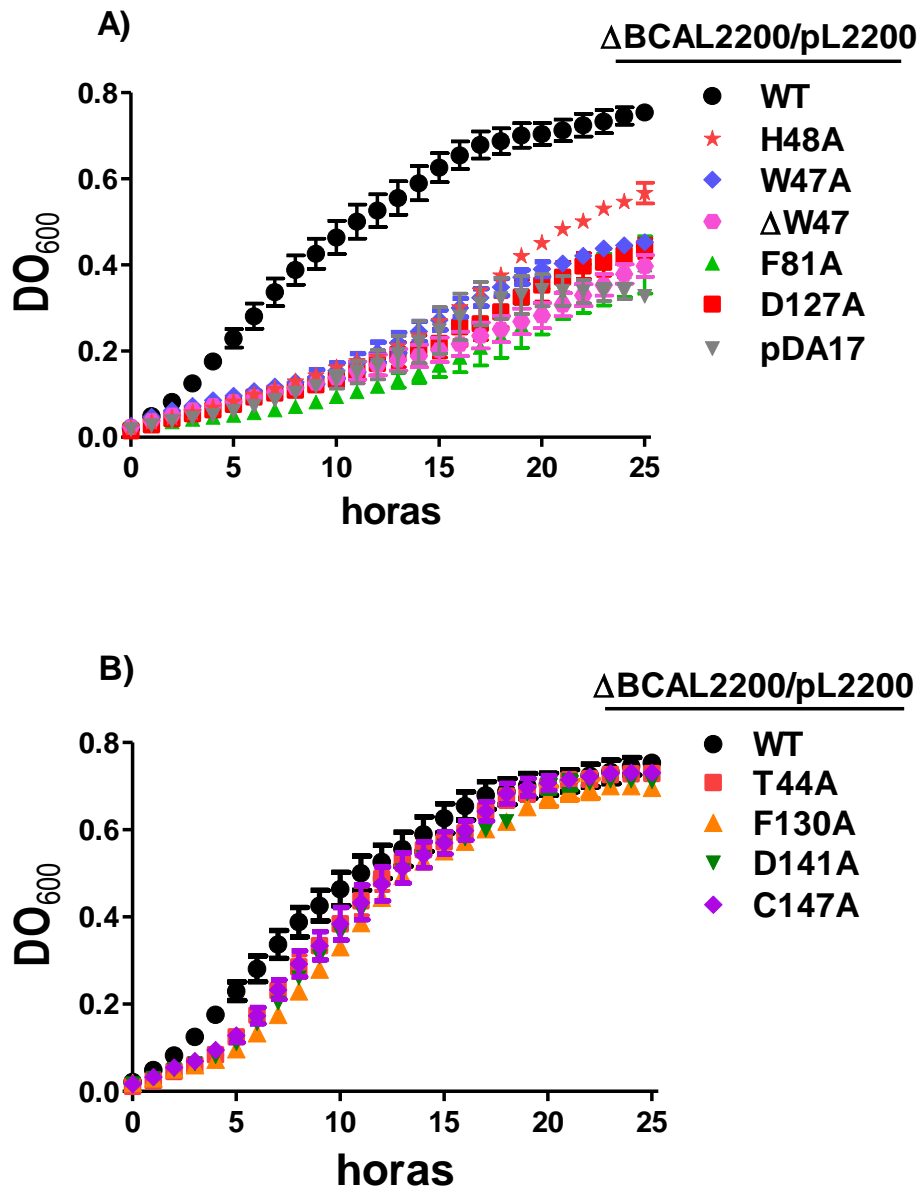 A)
ΔBCAL2200/pL2200
WT
H48A
W47A
ΔW47
F81A
D127A
pDA17
DO600
0.8
0.6
0.4
0.2
0.0
0 5 10 15 20 25
horas
B)
ΔBCAL2200/pL2200
WT
T44A
F130A
D141A
C147A
DO600
0.8
0.6
0.4
0.2
0.0
0 5 10 15 20 25
horas